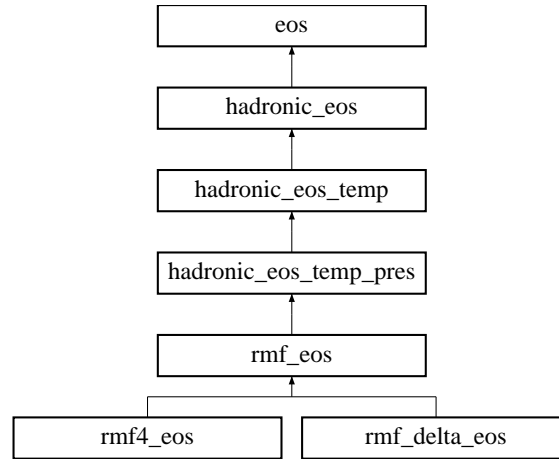 eos
hadronic_eos
hadronic_eos_temp
hadronic_eos_temp_pres
rmf_eos
rmf4_eos
rmf_delta_eos